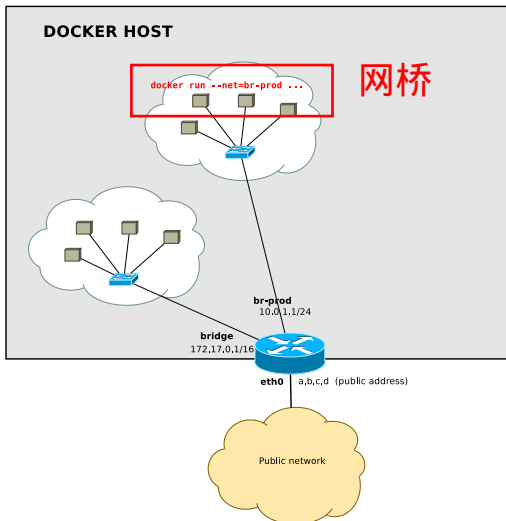 DOCKER HOST
网桥
docker run --net=br-prod ...
br-prod
10.0.1.1/24
bridge
172,17,0,1/16
eth0 a,b,c,d (public address)
Public network